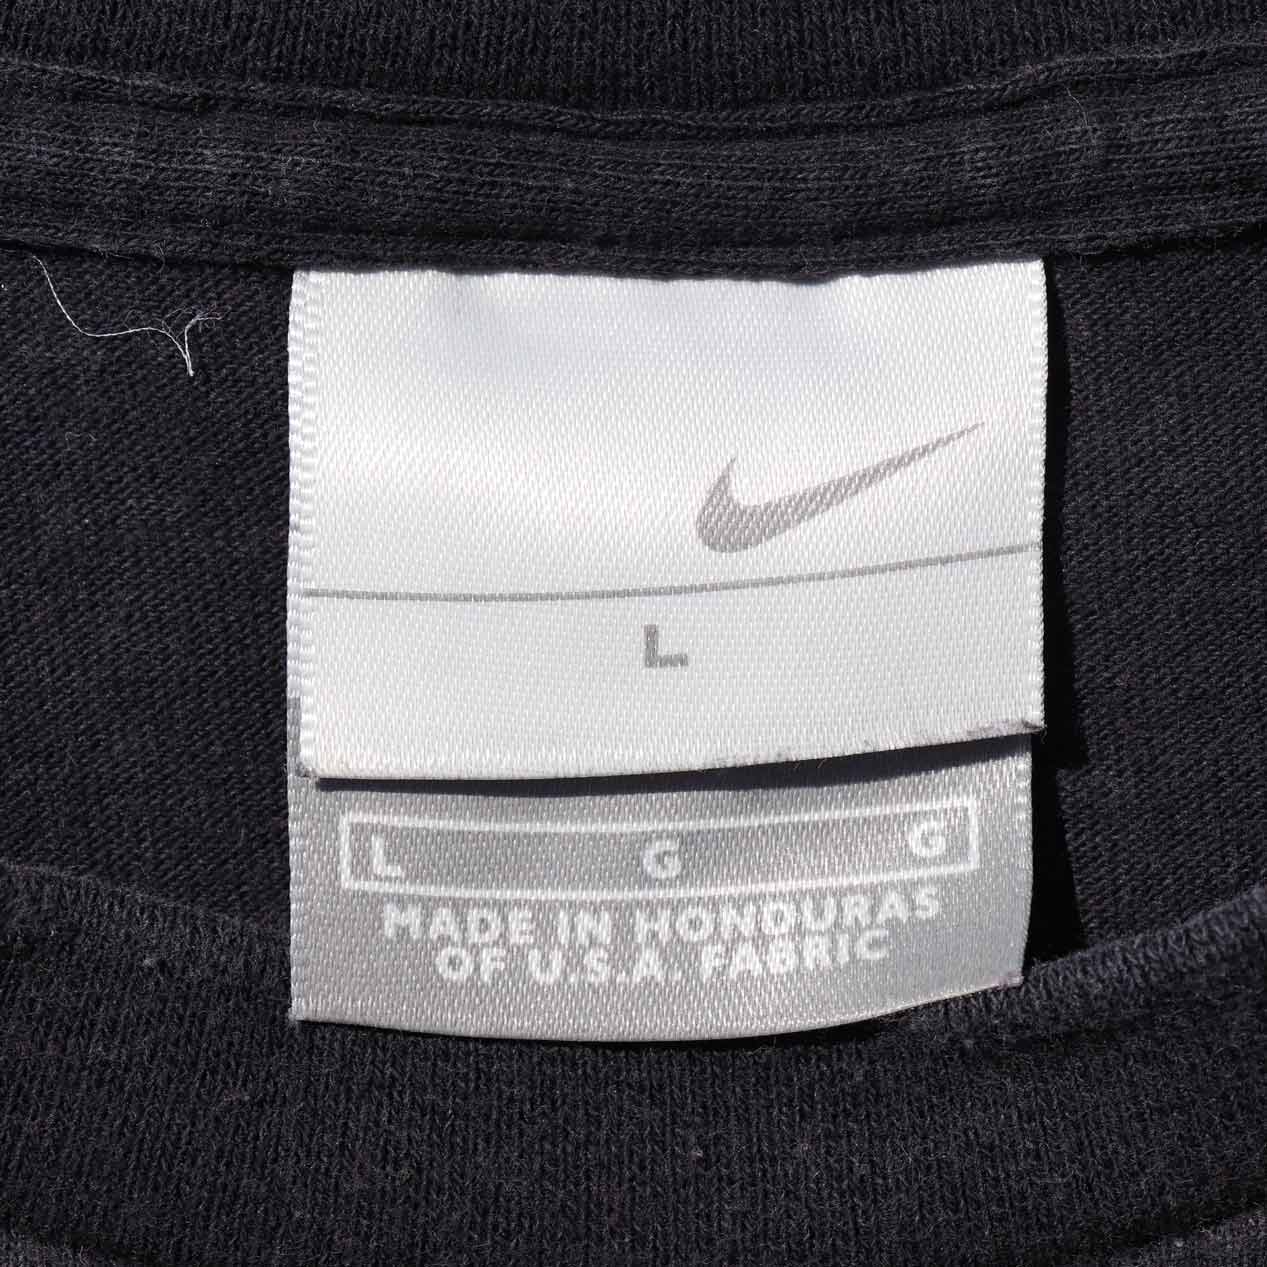 L
L G G
MADE IN HONDURAS
OF U.S.A. FABRIC